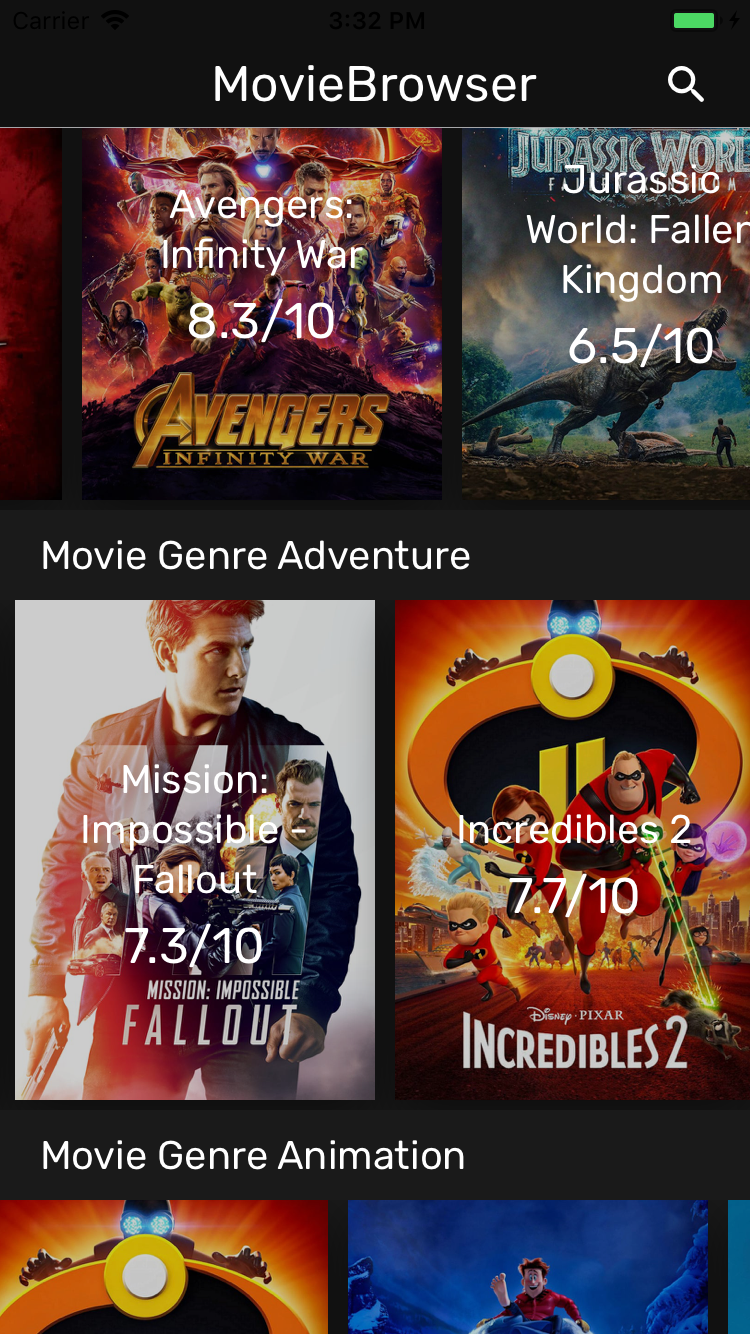 Carrier 3:32 PM
MovieBrowser
JURASSIC WORL
Avengers:
Infinity War
8.3/10
AVENGERS
INFINITY WAR
Jurassic
World: Fallen
Kingdom
6.5/10
Movie Genre Adventure
Mission:
Impossible -
Fallout
7.3/10
MISSION: IMPOSSIBLE
FALLOUT
Incredibles 2
7.7/10
Disney · PIXAR
INCREDIBLES 2
Movie Genre Animation